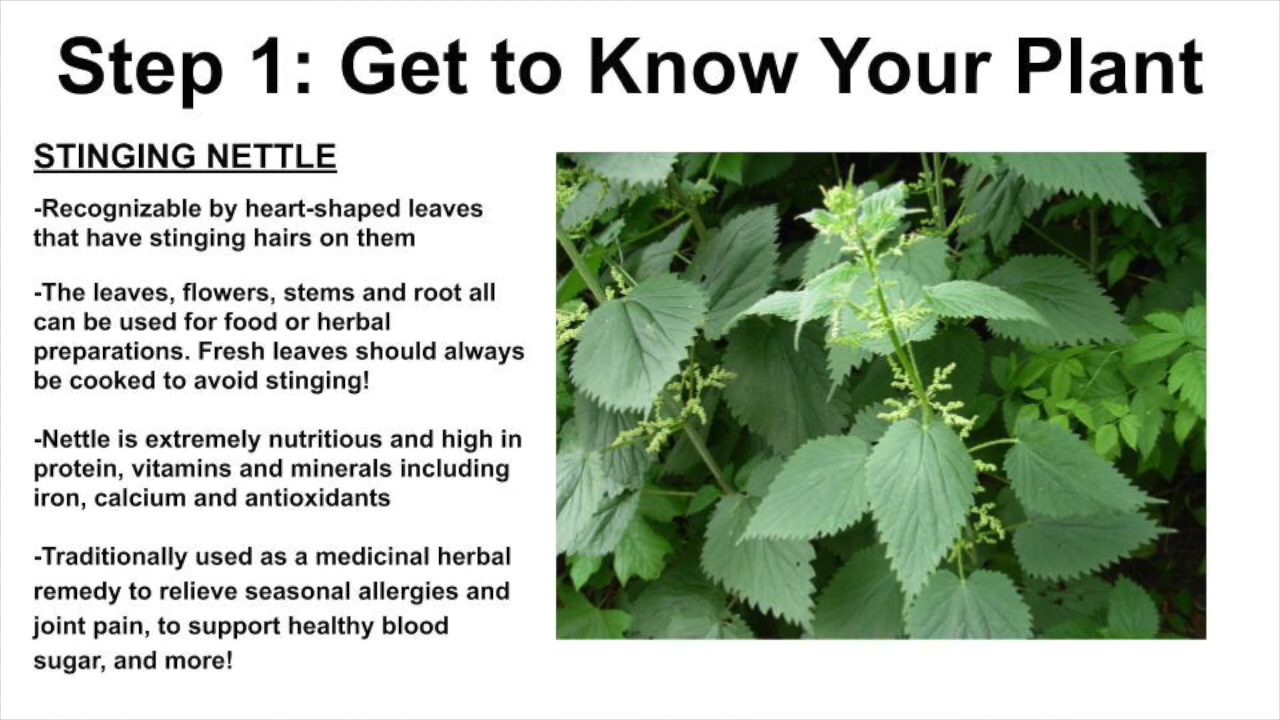 Step 1: Get to Know Your Plant
STINGING NETTLE
-Recognizable by heart-shaped leaves
that have stinging hairs on them
-The leaves, flowers, stems and root all
can be used for food or herbal
preparations. Fresh leaves should always
be cooked to avoid stinging!
-Nettle is extremely nutritious and high in
protein, vitamins and minerals including
iron, calcium and antioxidants
-Traditionally used as a medicinal herbal
remedy to relieve seasonal allergies and
joint pain, to support healthy blood
sugar, and more!